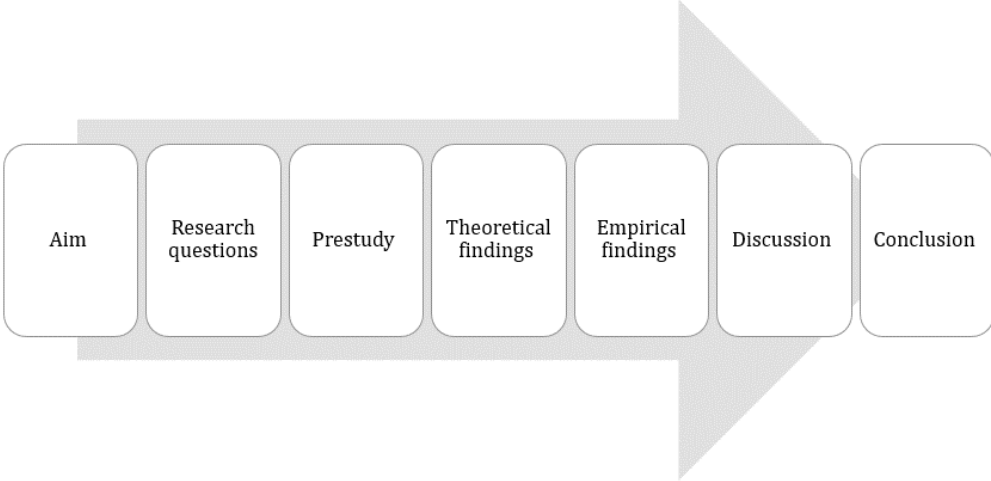 Aim
Research
questions
Prestudy
Theoretical
findings
Empirical
findings
Discussion
Conclusion